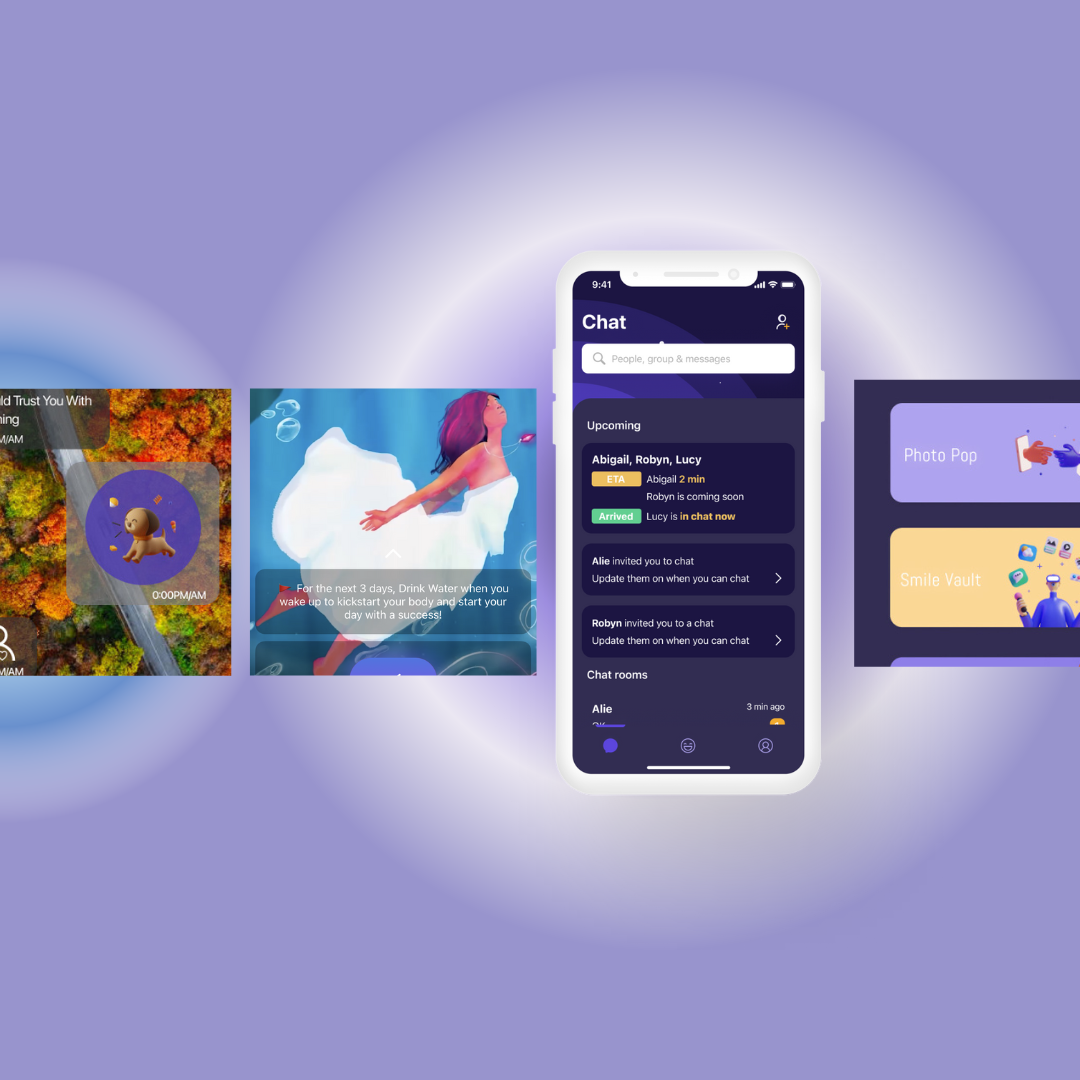 ld Trust You With
ning
M/AM
0:00PM/AM
M/AM
For the next 3 days, Drink Water when you
wake up to kickstart your body and start your
day with a success!
9:41
Chat
People, group & messages
Upcoming
Abigail, Robyn, Lucy
ETA Abigail 2 min
Robyn is coming soon
Arrived Lucy is in chat now
Alie invited you to chat
Update them on when you can chat
Robyn invited you to a chat
Update them on when you can chat
Chat rooms
Alie 3 min ago
Photo Pop
Smile Vault